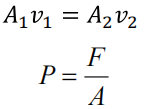 A₁v₁ = A₂v₂
P = F/A